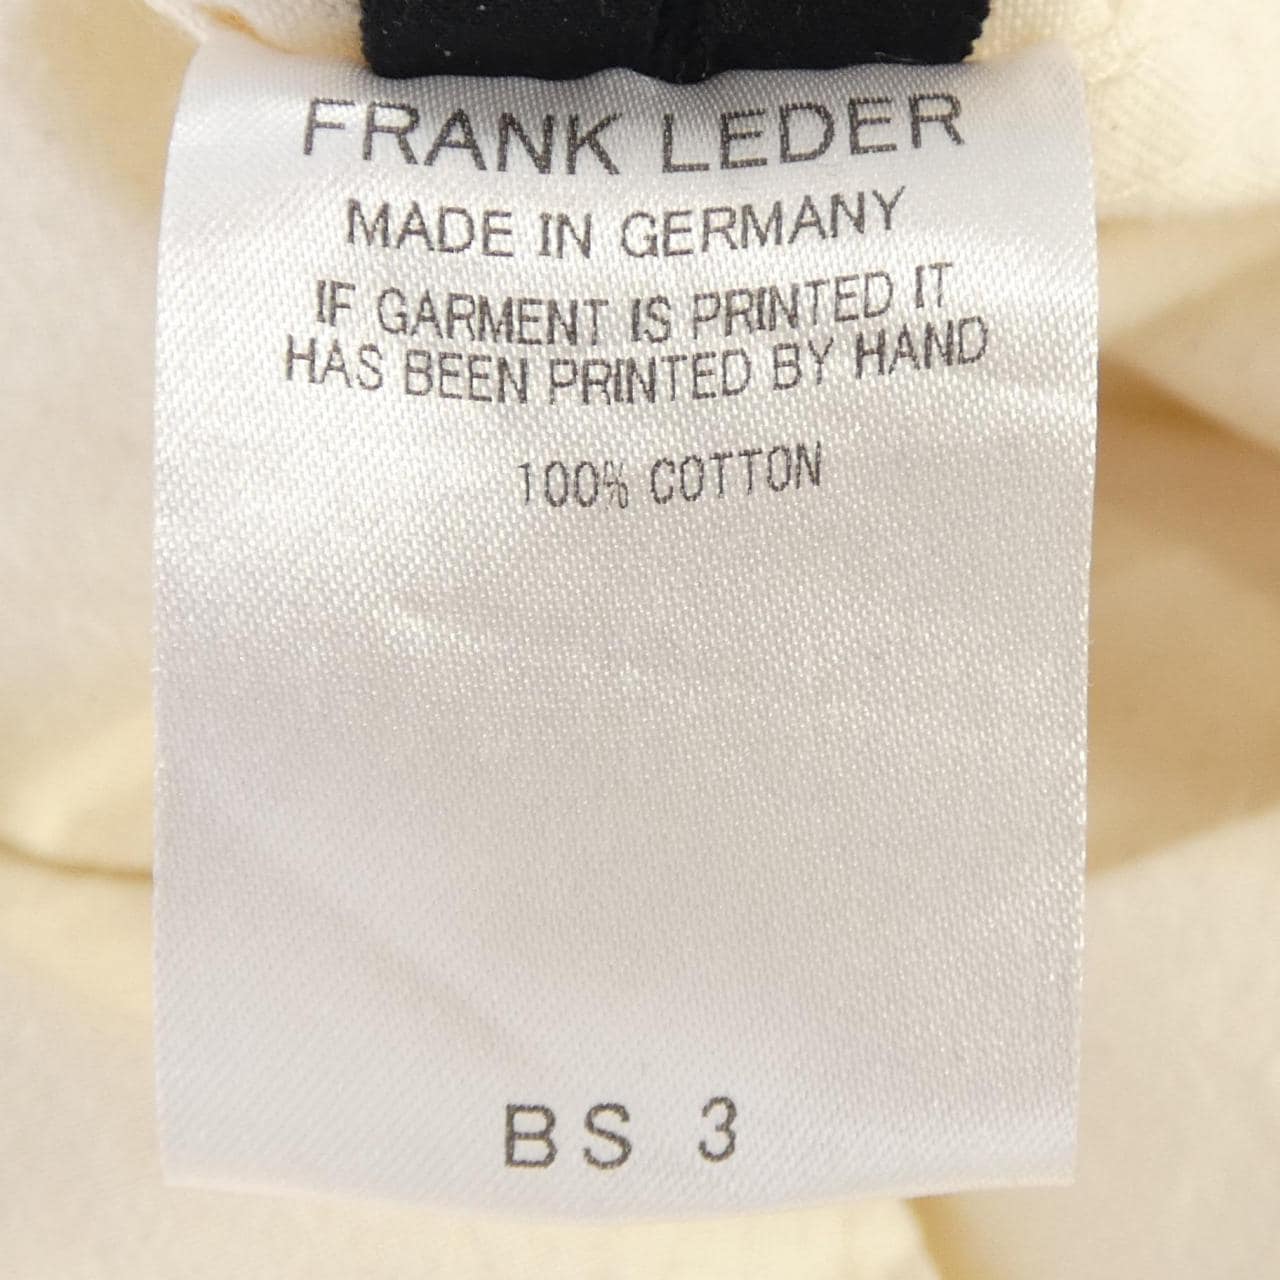 FRANK LEDER
MADE IN GERMANY
IF GARMENT IS PRINTED IT
HAS BEEN PRINTED BY HAND
100% COTTON
BS 3